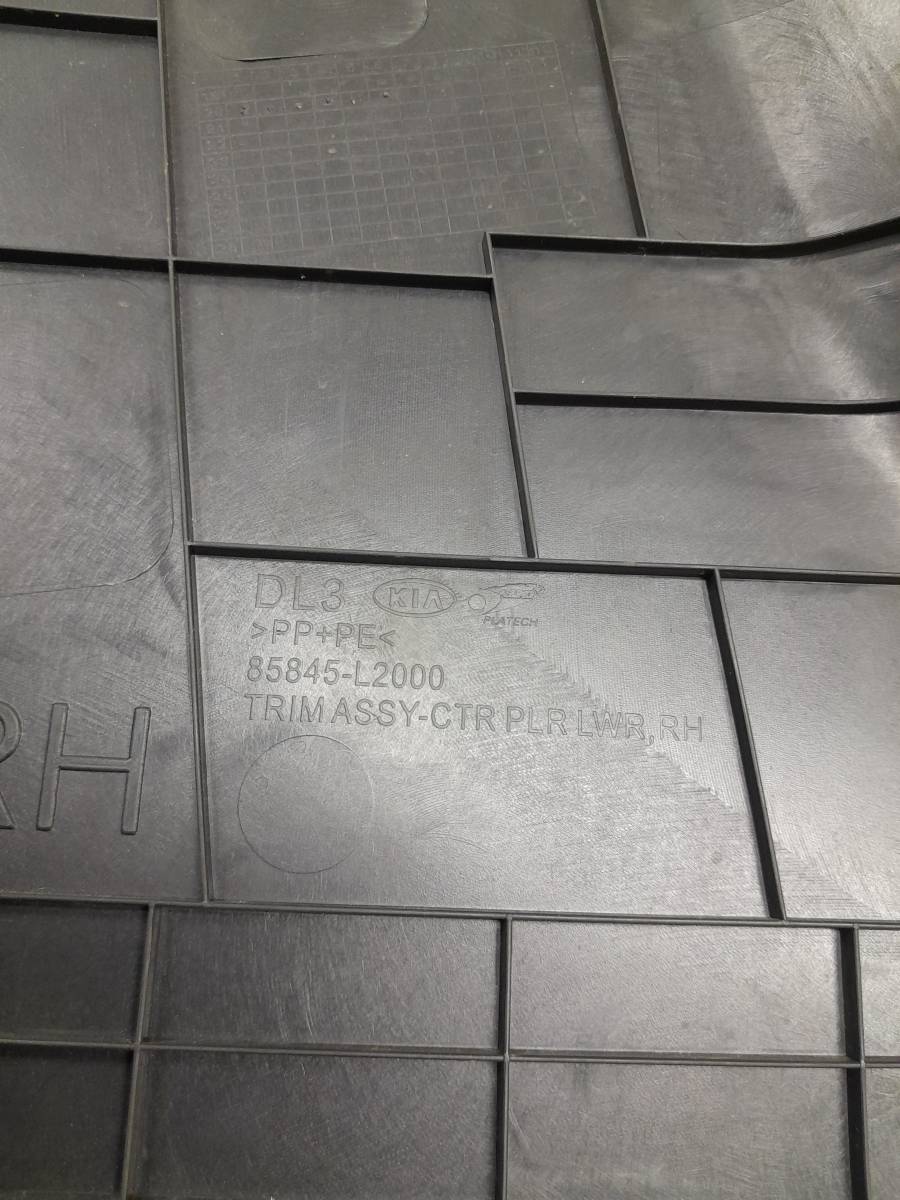 DL3 KIA
PLATECH
>PP+PE<
85845-L2000
TRIM ASSY-CTR PLR LWR,RH
RH